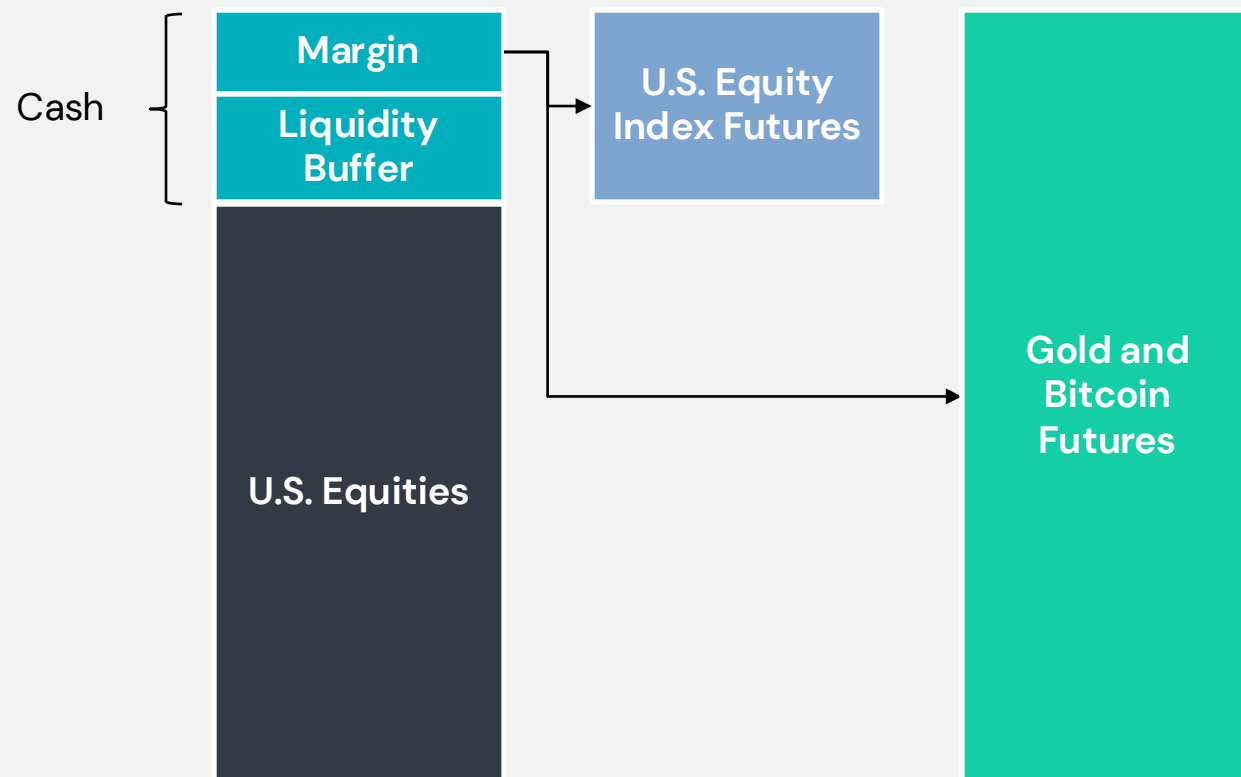 Cash
Margin
Liquidity
Buffer
U.S. Equities
U.S. Equity
Index Futures
Gold and
Bitcoin
Futures